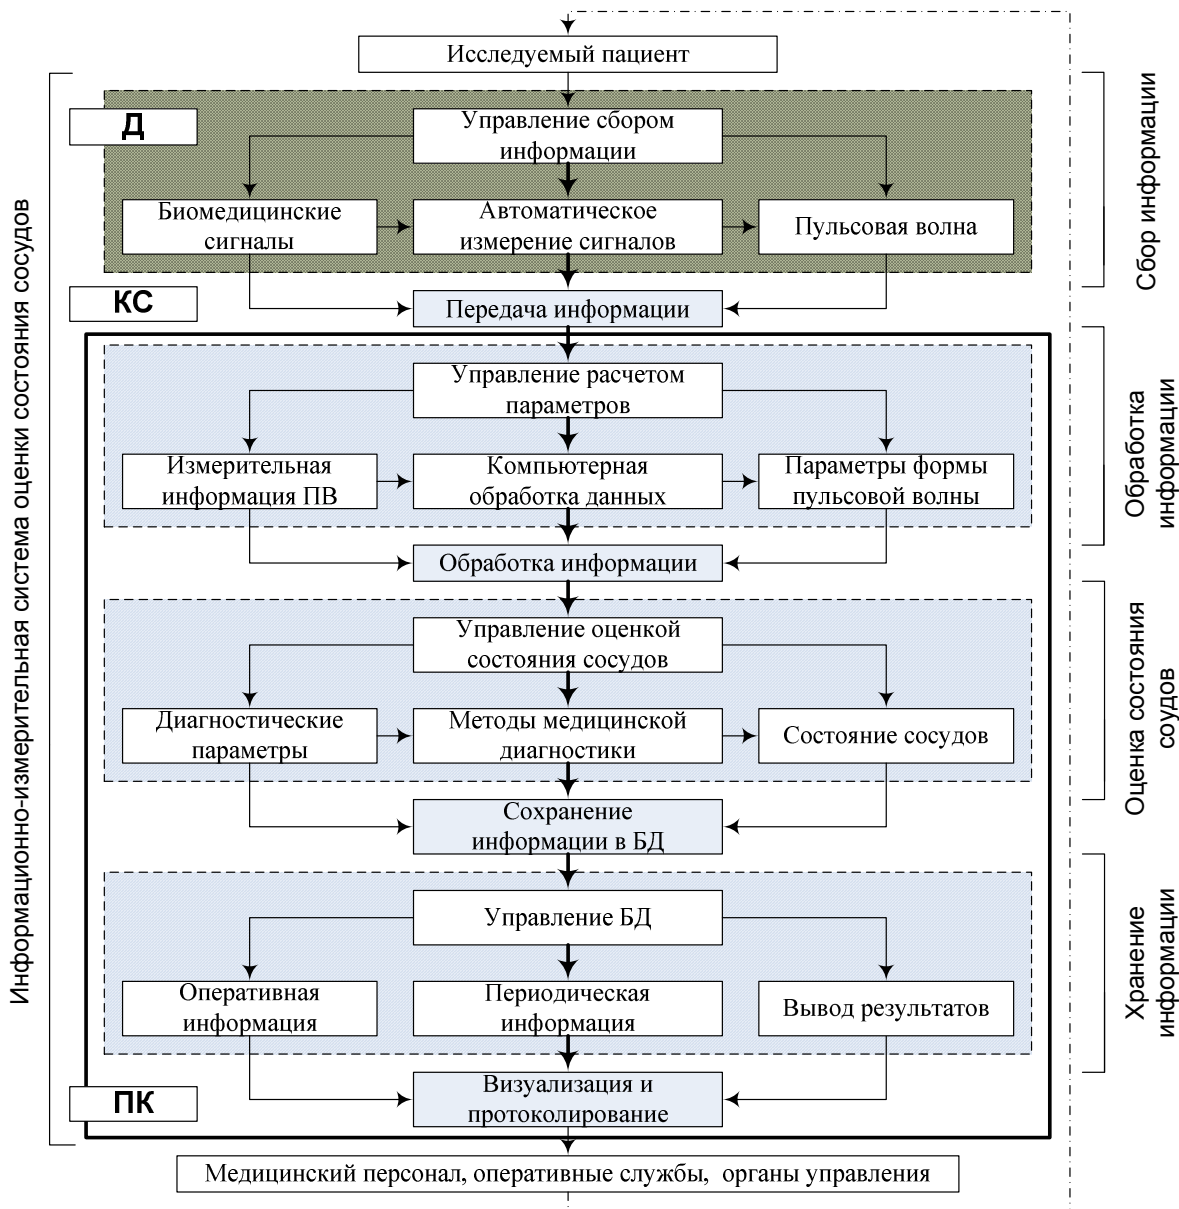 Исследуемый пациент
Д
Управление сбором
информации
Биомедицинские
сигналы
Автоматическое
измерение сигналов
Пульсовая волна
КС
Передача информации
Управление расчетом
параметров
Измерительная
информация ПВ
Компьютерная
обработка данных
Параметры формы
пульсовой волны
Обработка информации
Управление оценкой
состояния сосудов
Диагностические
параметры
Методы медицинской
диагностики
Состояние сосудов
Сохранение
информации в БД
Управление БД
Оперативная
информация
Периодическая
информация
Вывод результатов
ПК
Визуализация и
протоколирование
Медицинский персонал, оперативные службы, органы управления
Информационно-измерительная система оценки состояния сосудов
Сбор информации
Обработка
информации
Оценка состояния
соудов
Хранение
информации